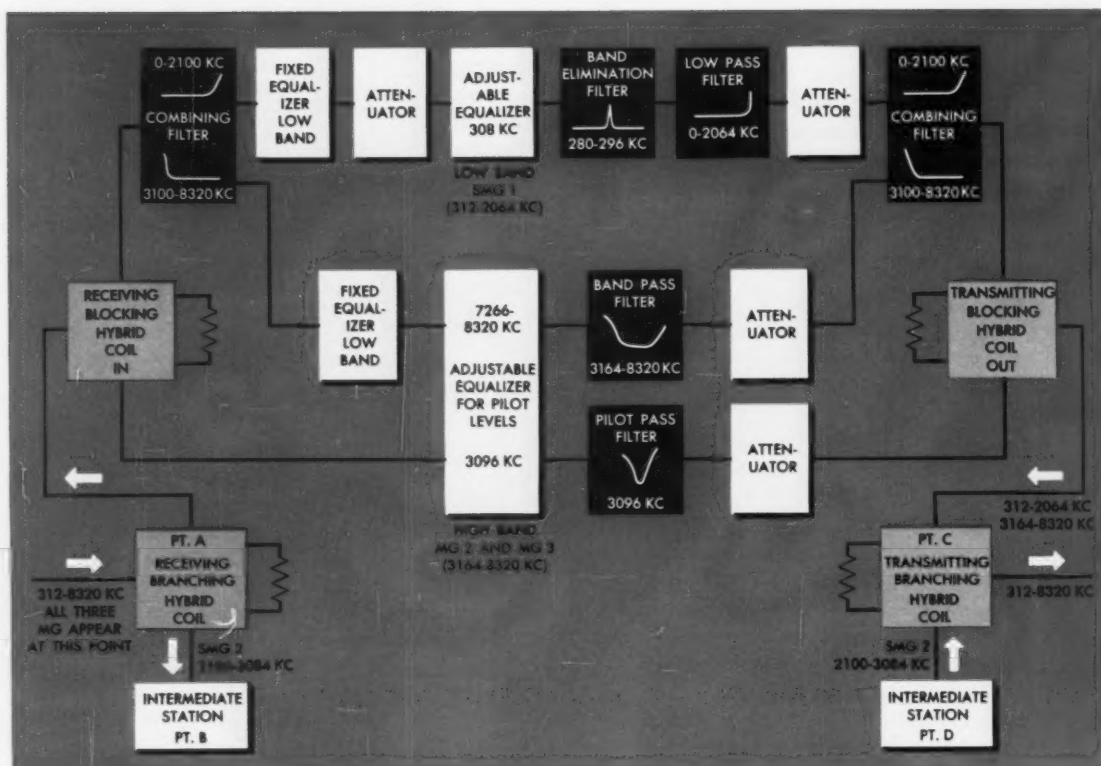 0-2100 KC
COMBINING
FILTER
3100-8320 KC
FIXED
EQUAL-
IZER
LOW
BAND
ATTEN-
UATOR
ADJUST-
ABLE
EQUALIZER
308 KC
LOW BAND
SMG 1
(312-2064 KC)
BAND
ELIMINATION
FILTER
280-296 KC
LOW PASS
FILTER
0-2064 KC
ATTEN-
UATOR
0-2100 KC
COMBINING
FILTER
3100-8320 KC
RECEIVING
BLOCKING
HYBRID
COIL
IN
FIXED
EQUAL-
IZER
LOW
BAND
7266-
8320 KC
ADJUSTABLE
EQUALIZER
FOR PILOT
LEVELS
3096 KC
HIGH BAND
MG 2 AND MG 3
(3164-8320 KC)
BAND PASS
FILTER
3164-8320 KC
ATTEN-
UATOR
PILOT PASS
FILTER
3096 KC
ATTEN-
UATOR
TRANSMITTING
BLOCKING
HYBRID
COIL
OUT
312-2064 KC
3164-8320 KC
PT. A
RECEIVING
BRANCHING
HYBRID
COIL
312-8320 KC
ALL THREE
MG APPEAR
AT THIS POINT
SMG 2
KC
INTERMEDIATE
STATION
PT. B
PT. C
TRANSMITTING
BRANCHING
HYBRID
COIL
312-8320 KC
SMG 2
2100-3084 KC
INTERMEDIATE
STATION
PT. D